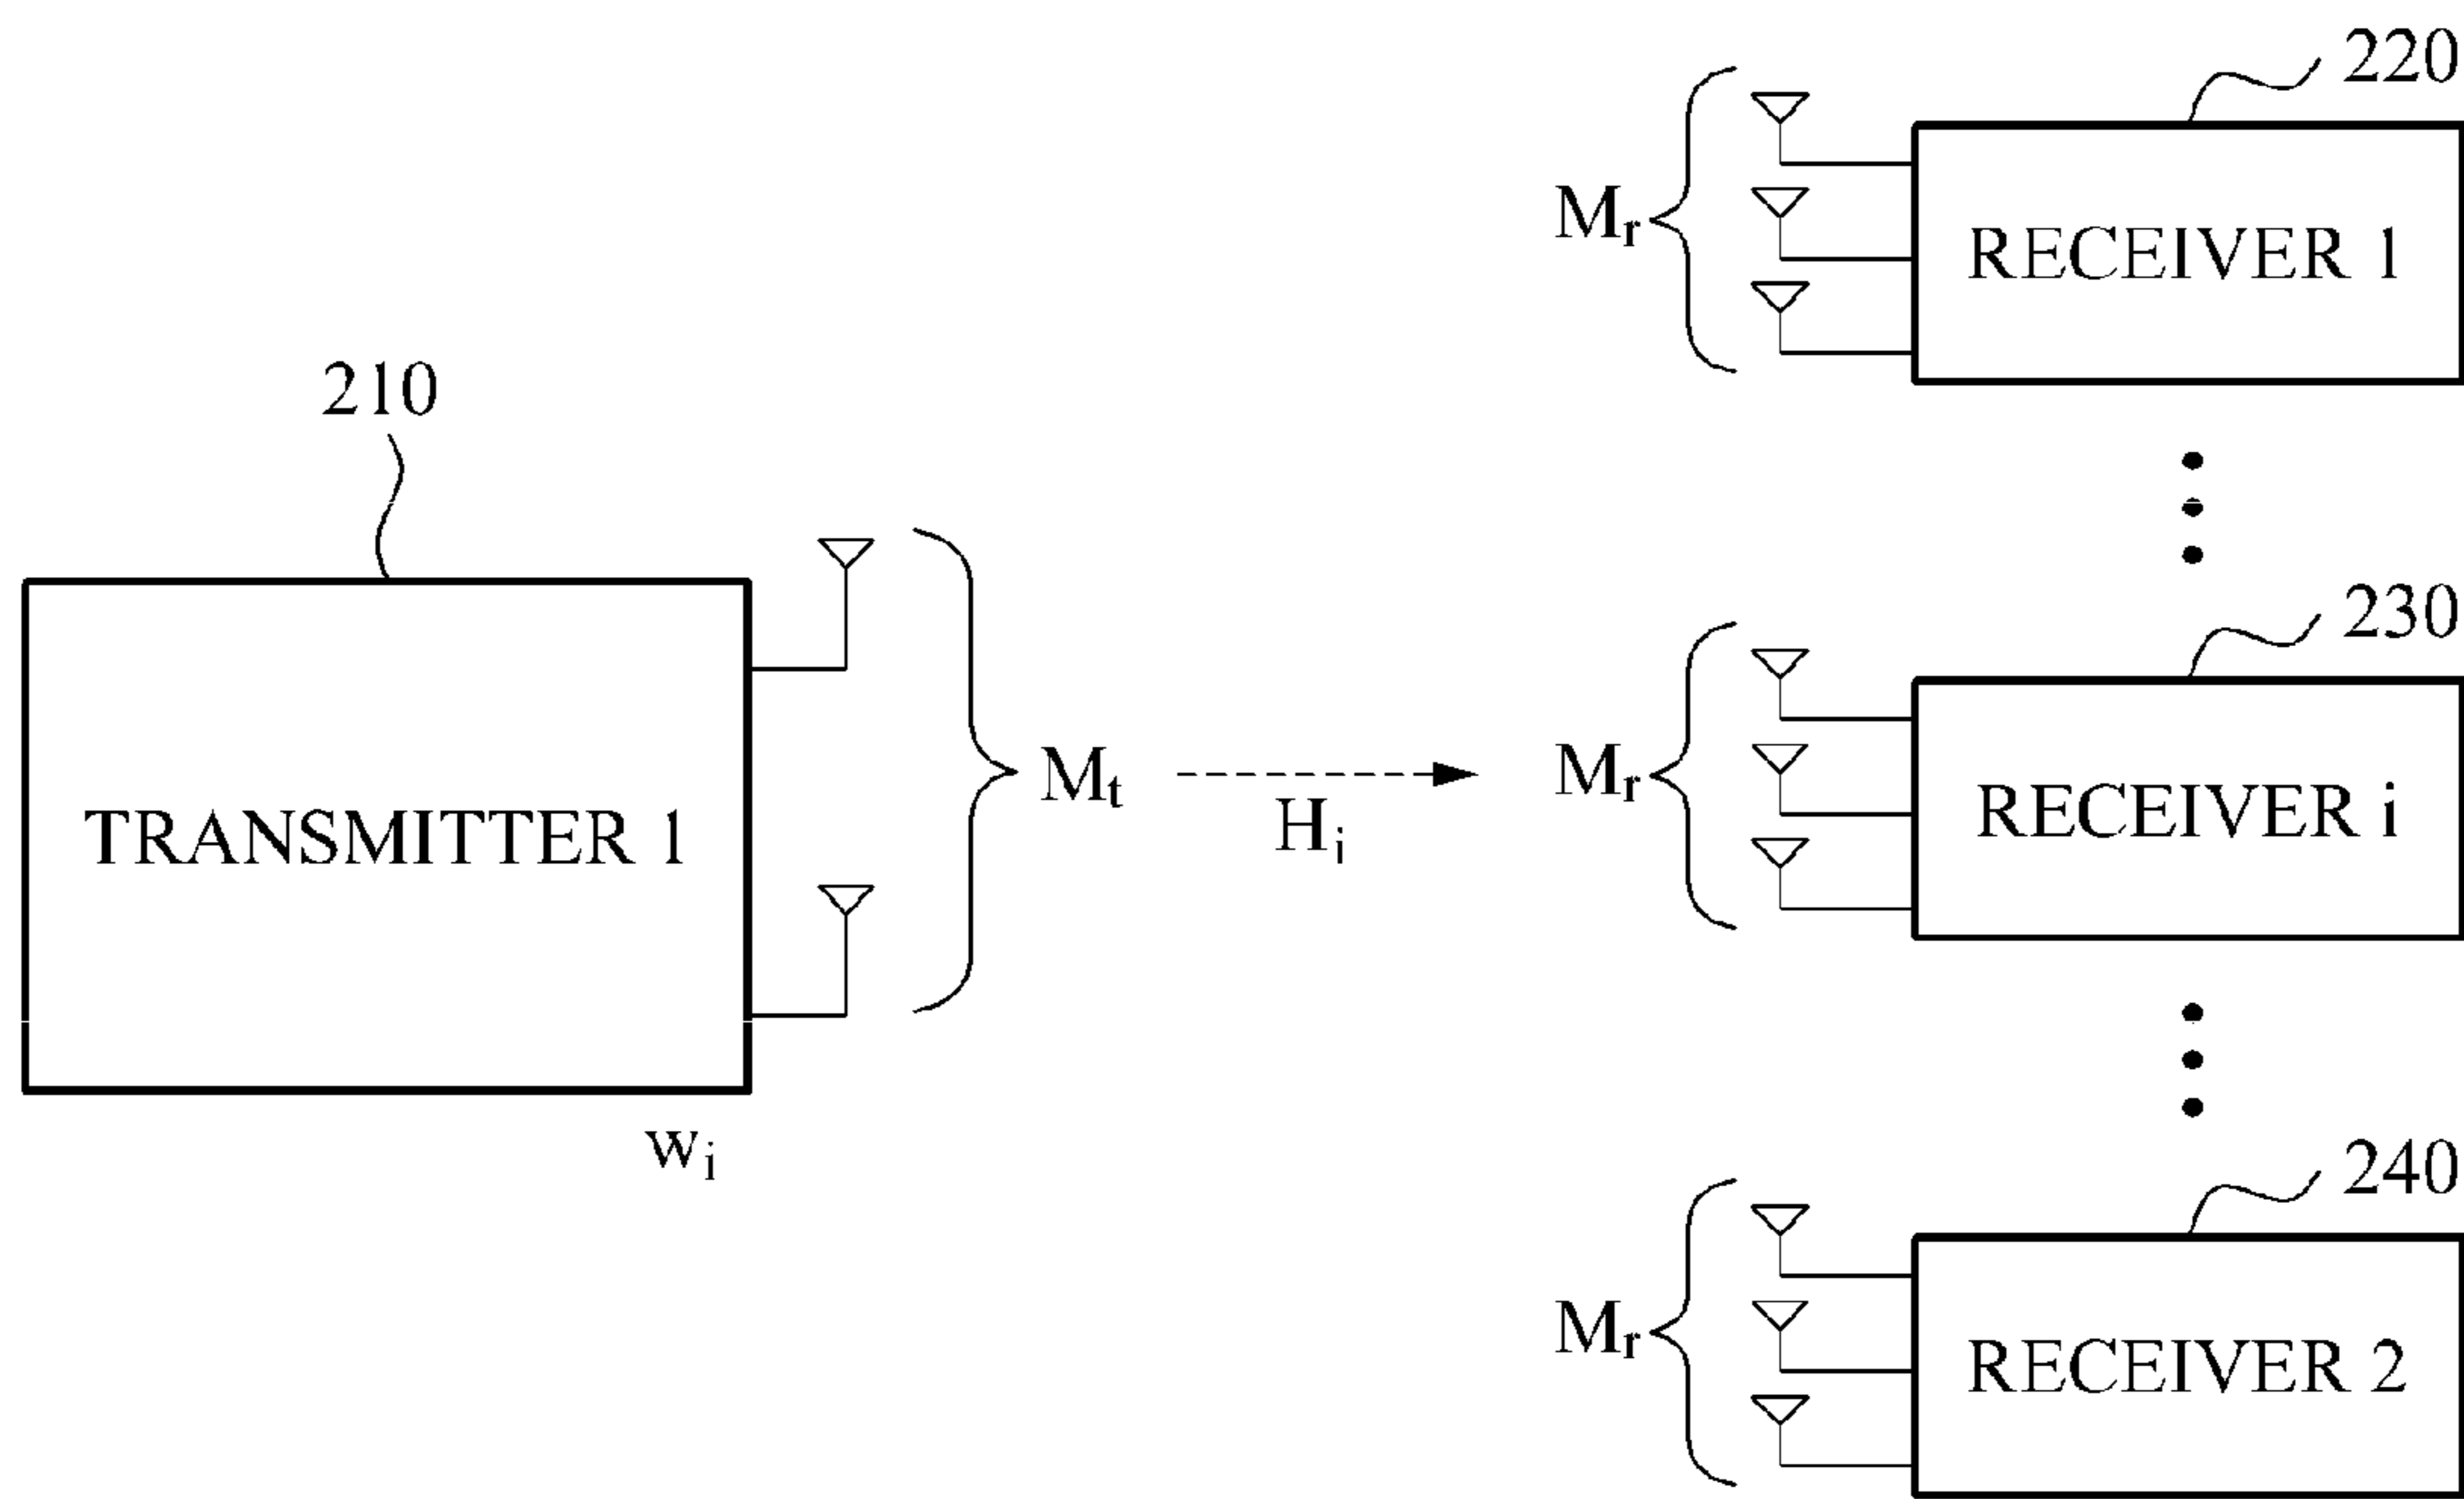 220
Mr
RECEIVER 1
210
230
TRANSMITTER 1
Mt
Hi
Mr
RECEIVER i
wi
240
Mr
RECEIVER 2